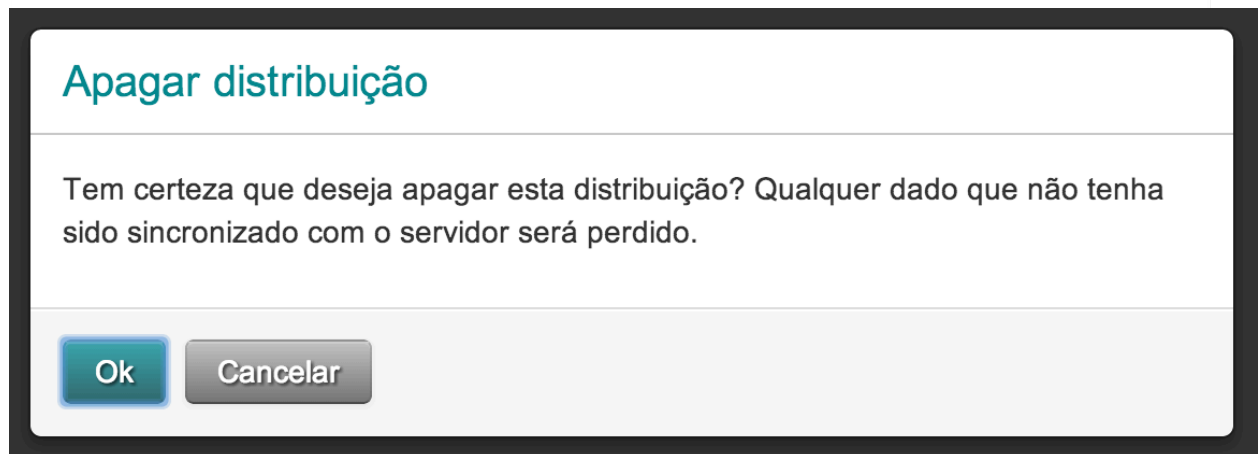 Apagar distribuição
Tem certeza que deseja apagar esta distribuição? Qualquer dado que não tenha
sido sincronizado com o servidor será perdido.
Ok
Cancelar